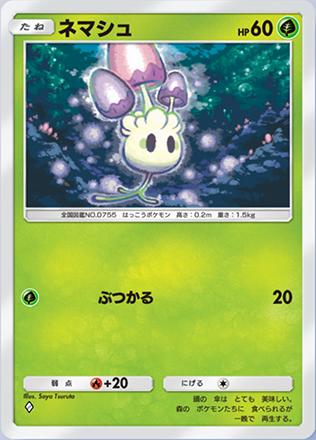 たね ネマシュ HP60
全国図鑑NO.0755 はっこうポケモン 高さ:0.2m 重さ:1.5kg
ぶつかる 20
弱点 +20 にげる
Illus. Saya Tsuruta
頭の 傘は とても 美味しい。
森の ポケモンたちに 食べられるが
一晩で 再生する。